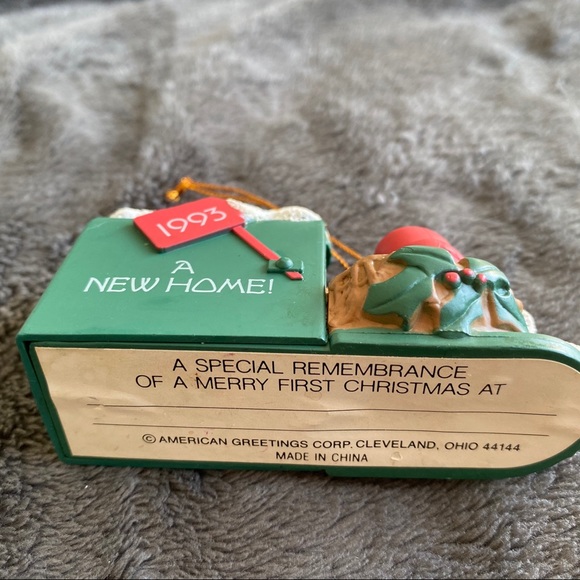 1993
A
NEW HOME!
A SPECIAL REMEMBRANCE
OF A MERRY FIRST CHRISTMAS AT
© AMERICAN GREETINGS CORP. CLEVELAND, OHIO 44144
MADE IN CHINA